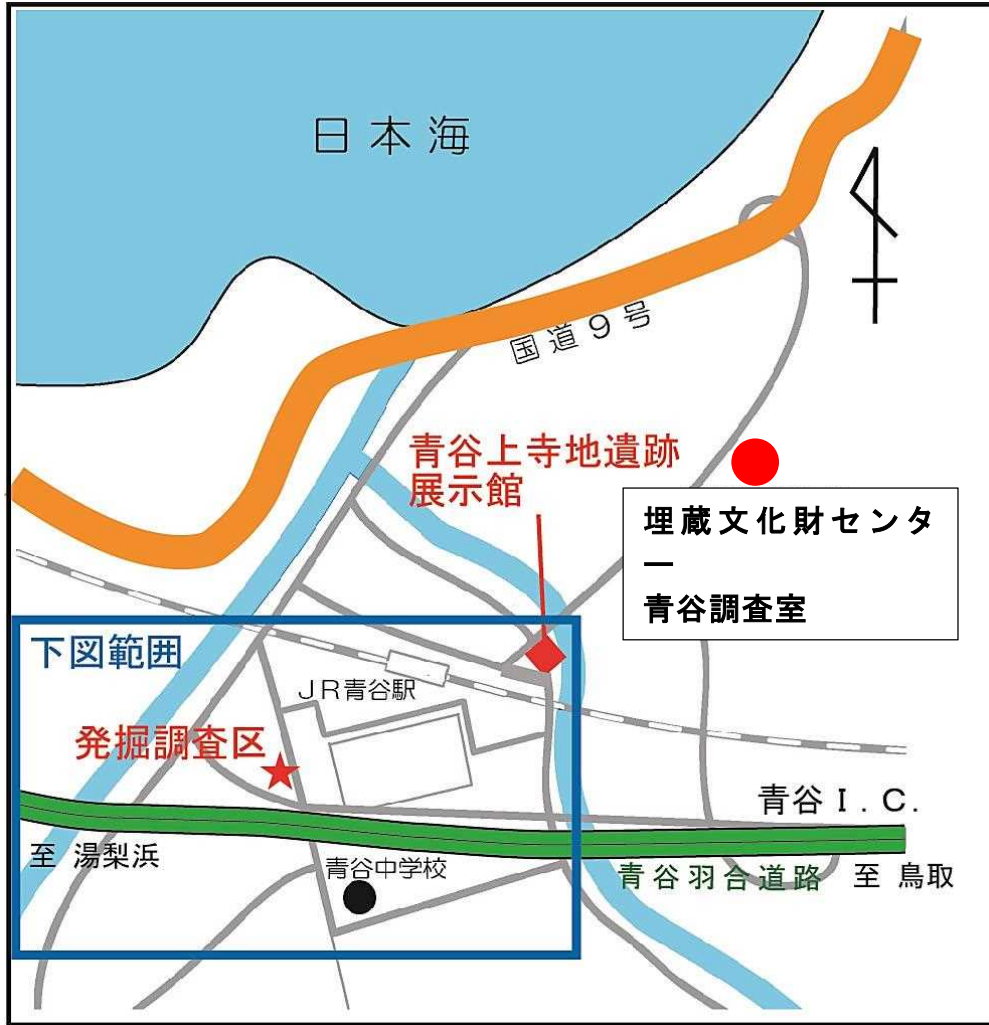 日本海
国道9号
青谷上寺地遺跡
展示館
埋蔵文化財センタ
ー
青谷調査室
下図範囲
JR青谷駅
発掘調査区
青谷I.C.
至 湯梨浜
青谷中学校
青谷羽合道路
至 鳥取